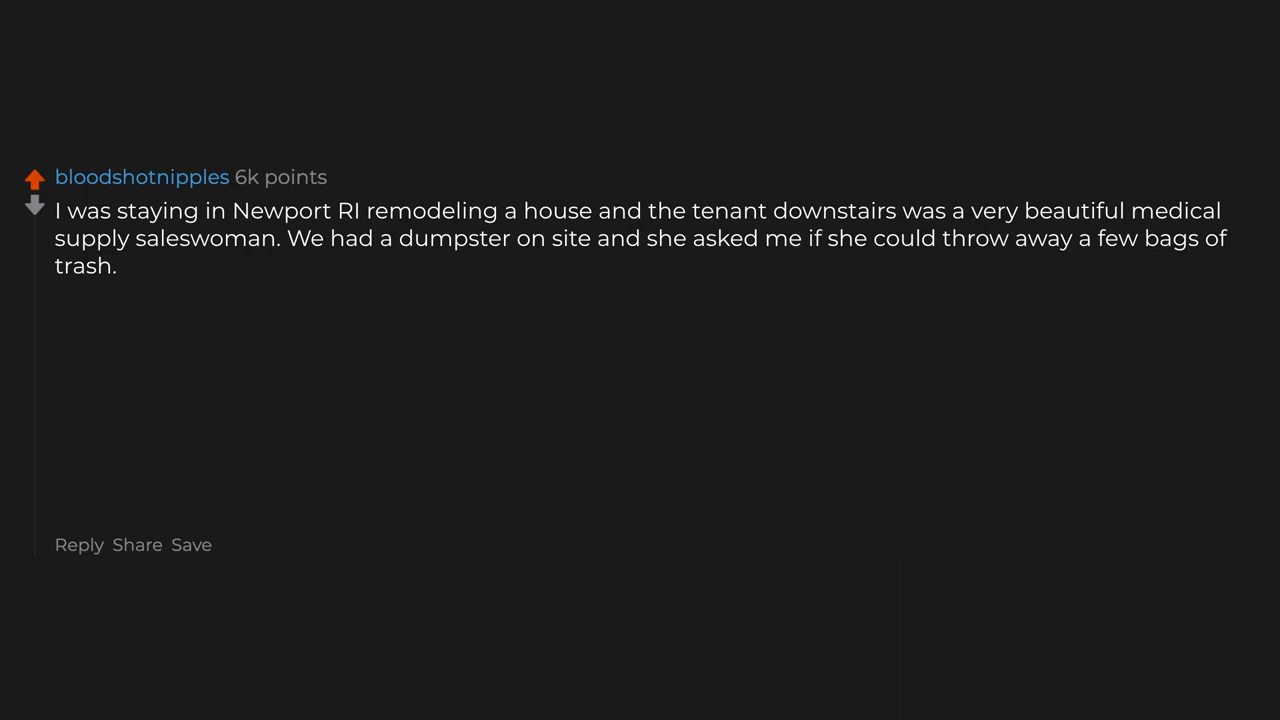 bloodshotnipples 6k points
I was staying in Newport RI remodeling a house and the tenant downstairs was a very beautiful medical
supply saleswoman. We had a dumpster on site and she asked me if she could throw away a few bags of
trash.
Reply Share Save